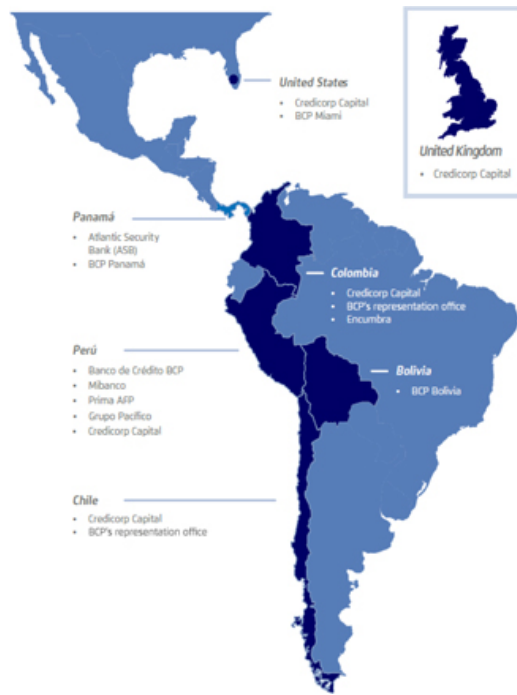 United States
• Credicorp Capital
• BCP Miami
United Kingdom
• Credicorp Capital
Panamá
• Atlantic Security
Bank (ASB)
• BCP Panamá
Colombia
• Credicorp Capital
• BCP's representation office
• Encumbra
Perú
• Banco de Crédito BCP
• Mibanco
• Prima AFP
• Grupo Pacífico
• Credicorp Capital
Bolivia
• BCP Bolivia
Chile
• Credicorp Capital
• BCP's representation office